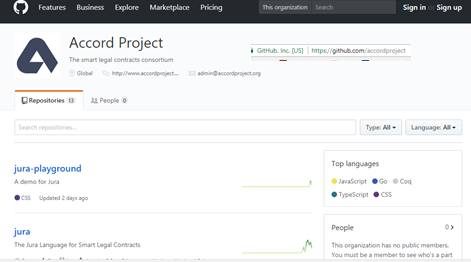 Features Business Explore Marketplace Pricing This organization Search Sign in or Sign up
Accord Project
The smart legal contracts consortium
GitHub, Inc. [US] https://github.com/accordproject
Global http://www.accordproject.... admin@accordproject.org
Repositories 13 People 0
Search repositories... Type: All Language: All
jura-playground
A demo for Jura
CSS Updated 2 days ago
Top languages
JavaScript Go Coq
TypeScript CSS
jura
The Jura Language for Smart Legal Contracts
People 0
This organization has no public members.
You must be a member to see who's a part